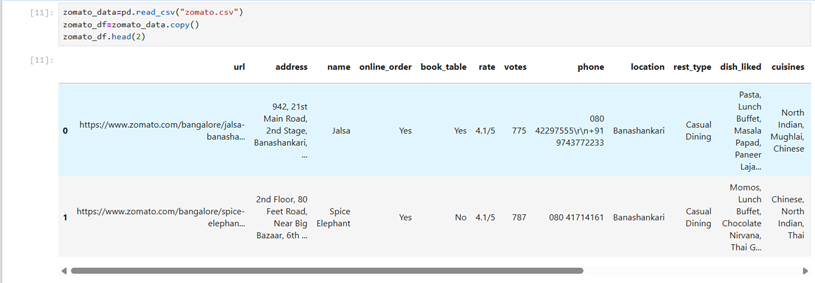 [11]: zomato_data=pd.read_csv("zomato.csv")
zomato_df=zomato_data.copy()
zomato_df.head(2)
[11]:
url address name online_order book_table rate votes phone location rest_type dish_liked cuisines
0 https://www.zomato.com/bangalore/jalsa-banasha... 942, 21st Main Road, 2nd Stage, Banashankari, ... Jalsa Yes Yes 4.1/5 775 080 42297555\r\n+91 9743772233 Banashankari Casual Dining Pasta, Lunch Buffet, Masala Papad, Paneer Laja... North Indian, Mughlai, Chinese
1 https://www.zomato.com/bangalore/spice-elephan... 2nd Floor, 80 Feet Road, Near Big Bazaar, 6th ... Spice Elephant Yes No 4.1/5 787 080 41714161 Banashankari Casual Dining Momos, Lunch Buffet, Chocolate Nirvana, Thai G... Chinese, North Indian, Thai